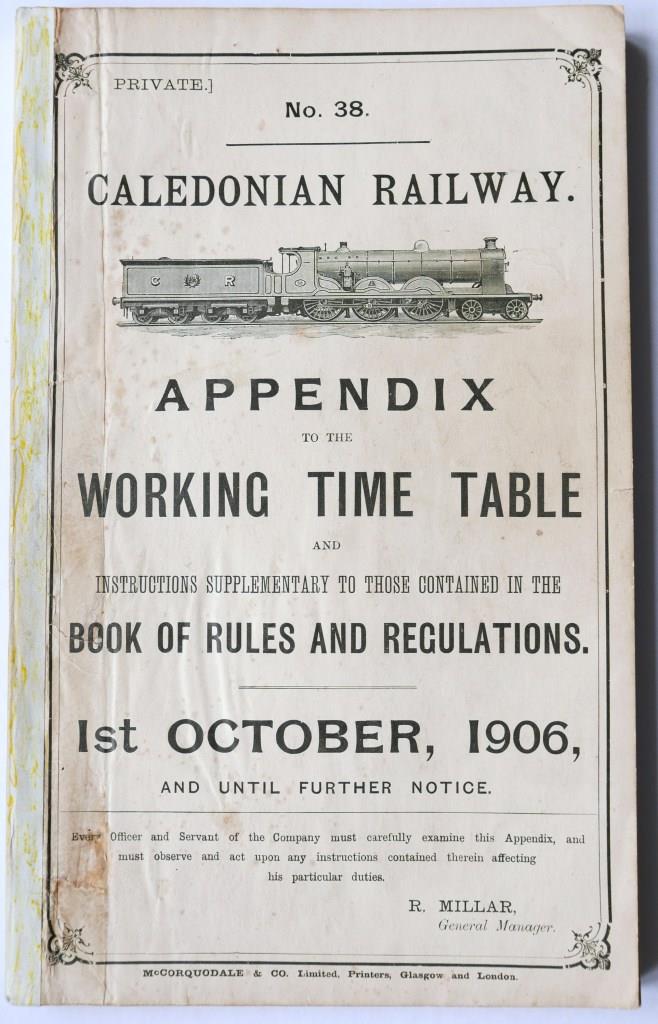 PRIVATE.]
No. 38.
CALEDONIAN RAILWAY.
C R
APPENDIX
TO THE
WORKING TIME TABLE
AND
INSTRUCTIONS SUPPLEMENTARY TO THOSE CONTAINED IN THE
BOOK OF RULES AND REGULATIONS.
1st OCTOBER, 1906,
AND UNTIL FURTHER NOTICE.
Every Officer and Servant of the Company must carefully examine this Appendix, and
must observe and act upon any instructions contained therein affecting
his particular duties.
R. MILLAR,
General Manager.
McCORQUODALE & CO. Limited, Printers, Glasgow and London.